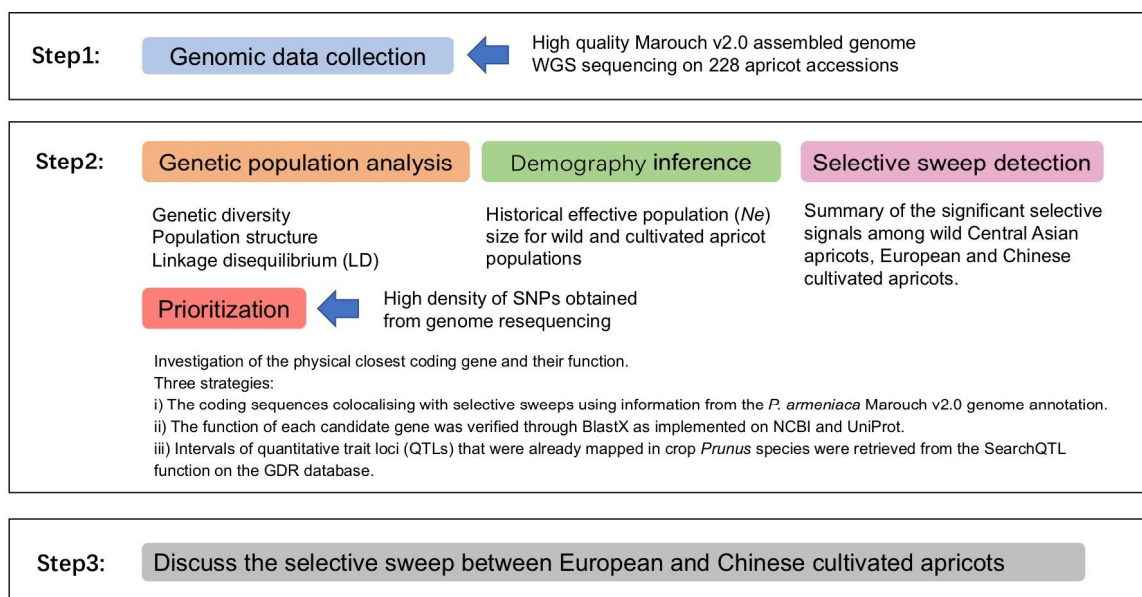 Step1:
Genomic data collection
High quality Marouch v2.0 assembled genome
WGS sequencing on 228 apricot accessions
Step2:
Genetic population analysis
Genetic diversity
Population structure
Linkage disequilibrium (LD)
Demography inference
Historical effective population (Ne)
size for wild and cultivated apricot
populations
Selective sweep detection
Summary of the significant selective
signals among wild Central Asian
apricots, European and Chinese
cultivated apricots.
Prioritization
High density of SNPs obtained
from genome resequencing
Investigation of the physical closest coding gene and their function.
Three strategies:
i) The coding sequences colocalising with selective sweeps using information from the P. armeniaca Marouch v2.0 genome annotation.
ii) The function of each candidate gene was verified through BlastX as implemented on NCBI and UniProt.
iii) Intervals of quantitative trait loci (QTLs) that were already mapped in crop Prunus species were retrieved from the SearchQTL
function on the GDR database.
Step3:
Discuss the selective sweep between European and Chinese cultivated apricots